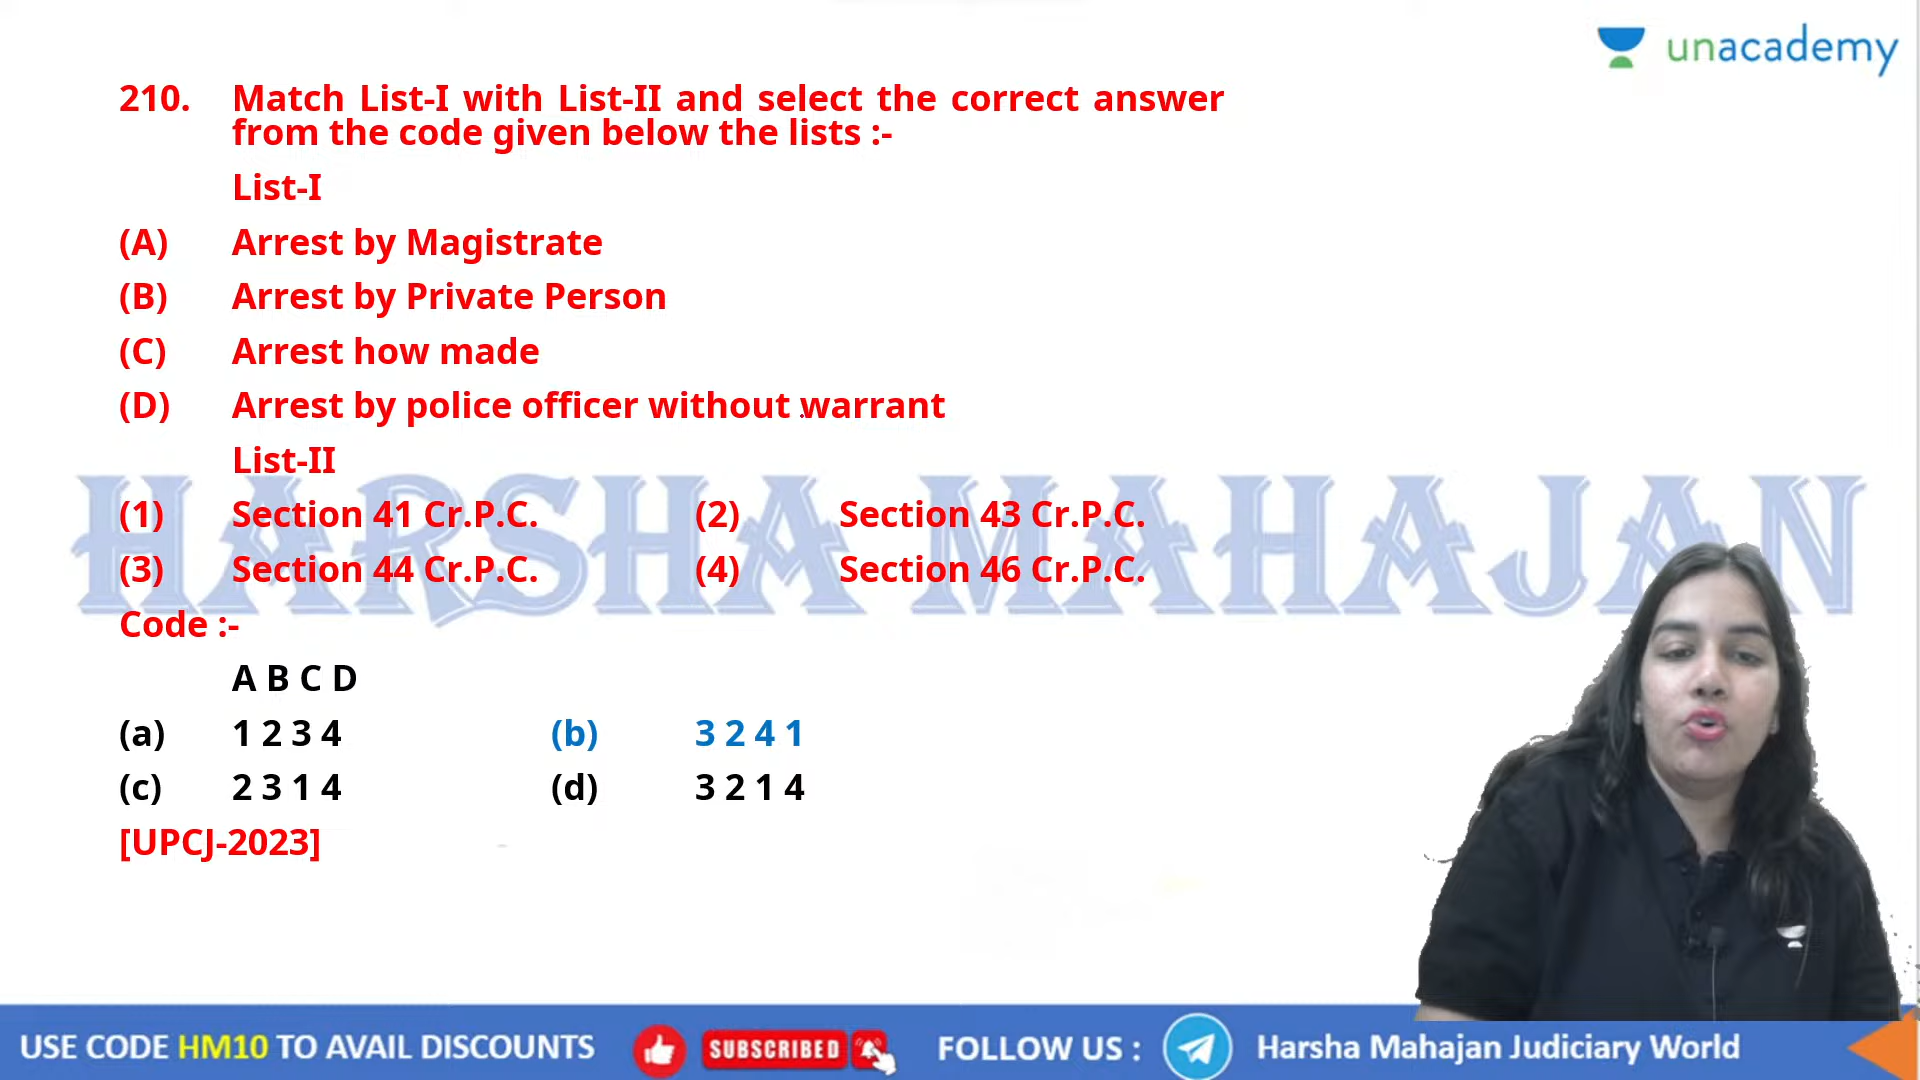 unacademy
210. Match List-I with List-II and select the correct answer
from the code given below the lists :-
List-I
(A) Arrest by Magistrate
(B) Arrest by Private Person
(C) Arrest how made
(D) Arrest by police officer without warrant
List-II
(1) Section 41 Cr.P.C. (2) Section 43 Cr.P.C.
HARSHA MAHAJAN
(3) Section 44 Cr.P.C. (4) Section 46 Cr.P.C.
Code :-
A B C D
(a) 1 2 3 4 (b) 3 2 4 1
(c) 2 3 1 4 (d) 3 2 1 4
[UPCJ-2023]
USE CODE HM10 TO AVAIL DISCOUNTS SUBSCRIBED FOLLOW US : Harsha Mahajan Judiciary World